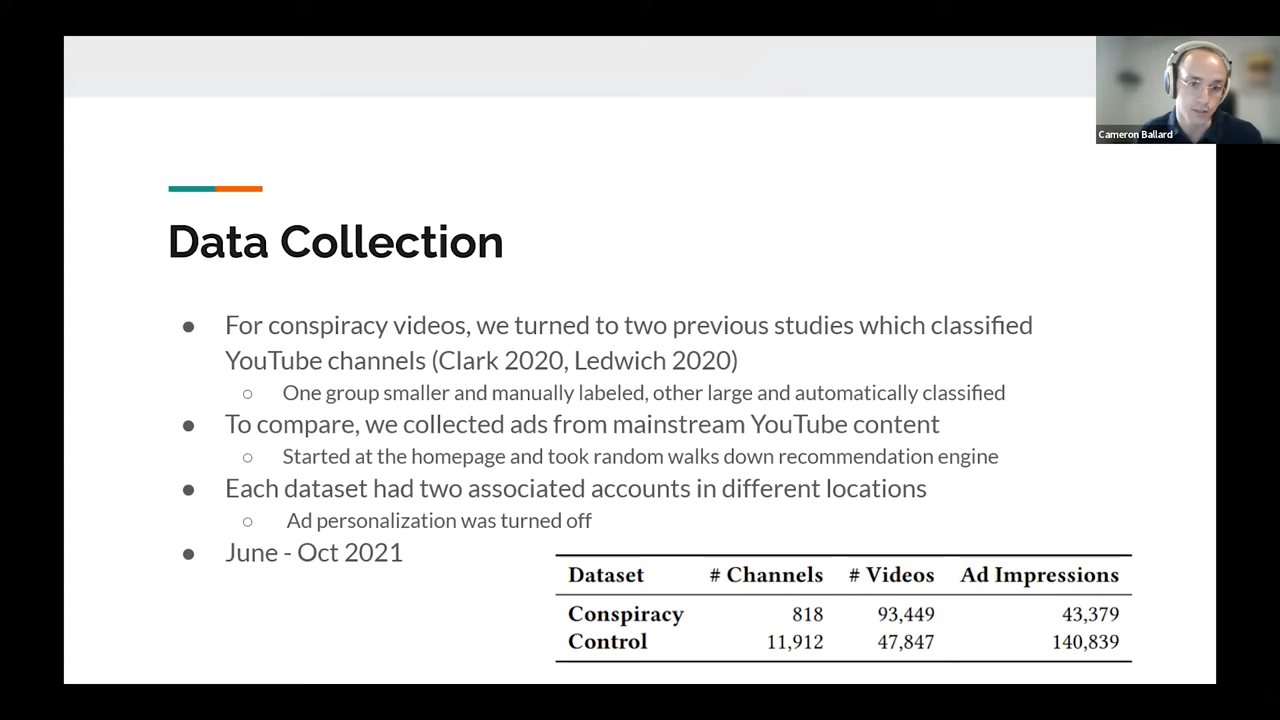 Cameron Ballard
Data Collection
● For conspiracy videos, we turned to two previous studies which classified
YouTube channels (Clark 2020, Ledwich 2020)
○ One group smaller and manually labeled, other large and automatically classified
● To compare, we collected ads from mainstream YouTube content
○ Started at the homepage and took random walks down recommendation engine
● Each dataset had two associated accounts in different locations
○ Ad personalization was turned off
● June - Oct 2021
Dataset # Channels # Videos Ad Impressions
Conspiracy 818 93,449 43,379
Control 11,912 47,847 140,839